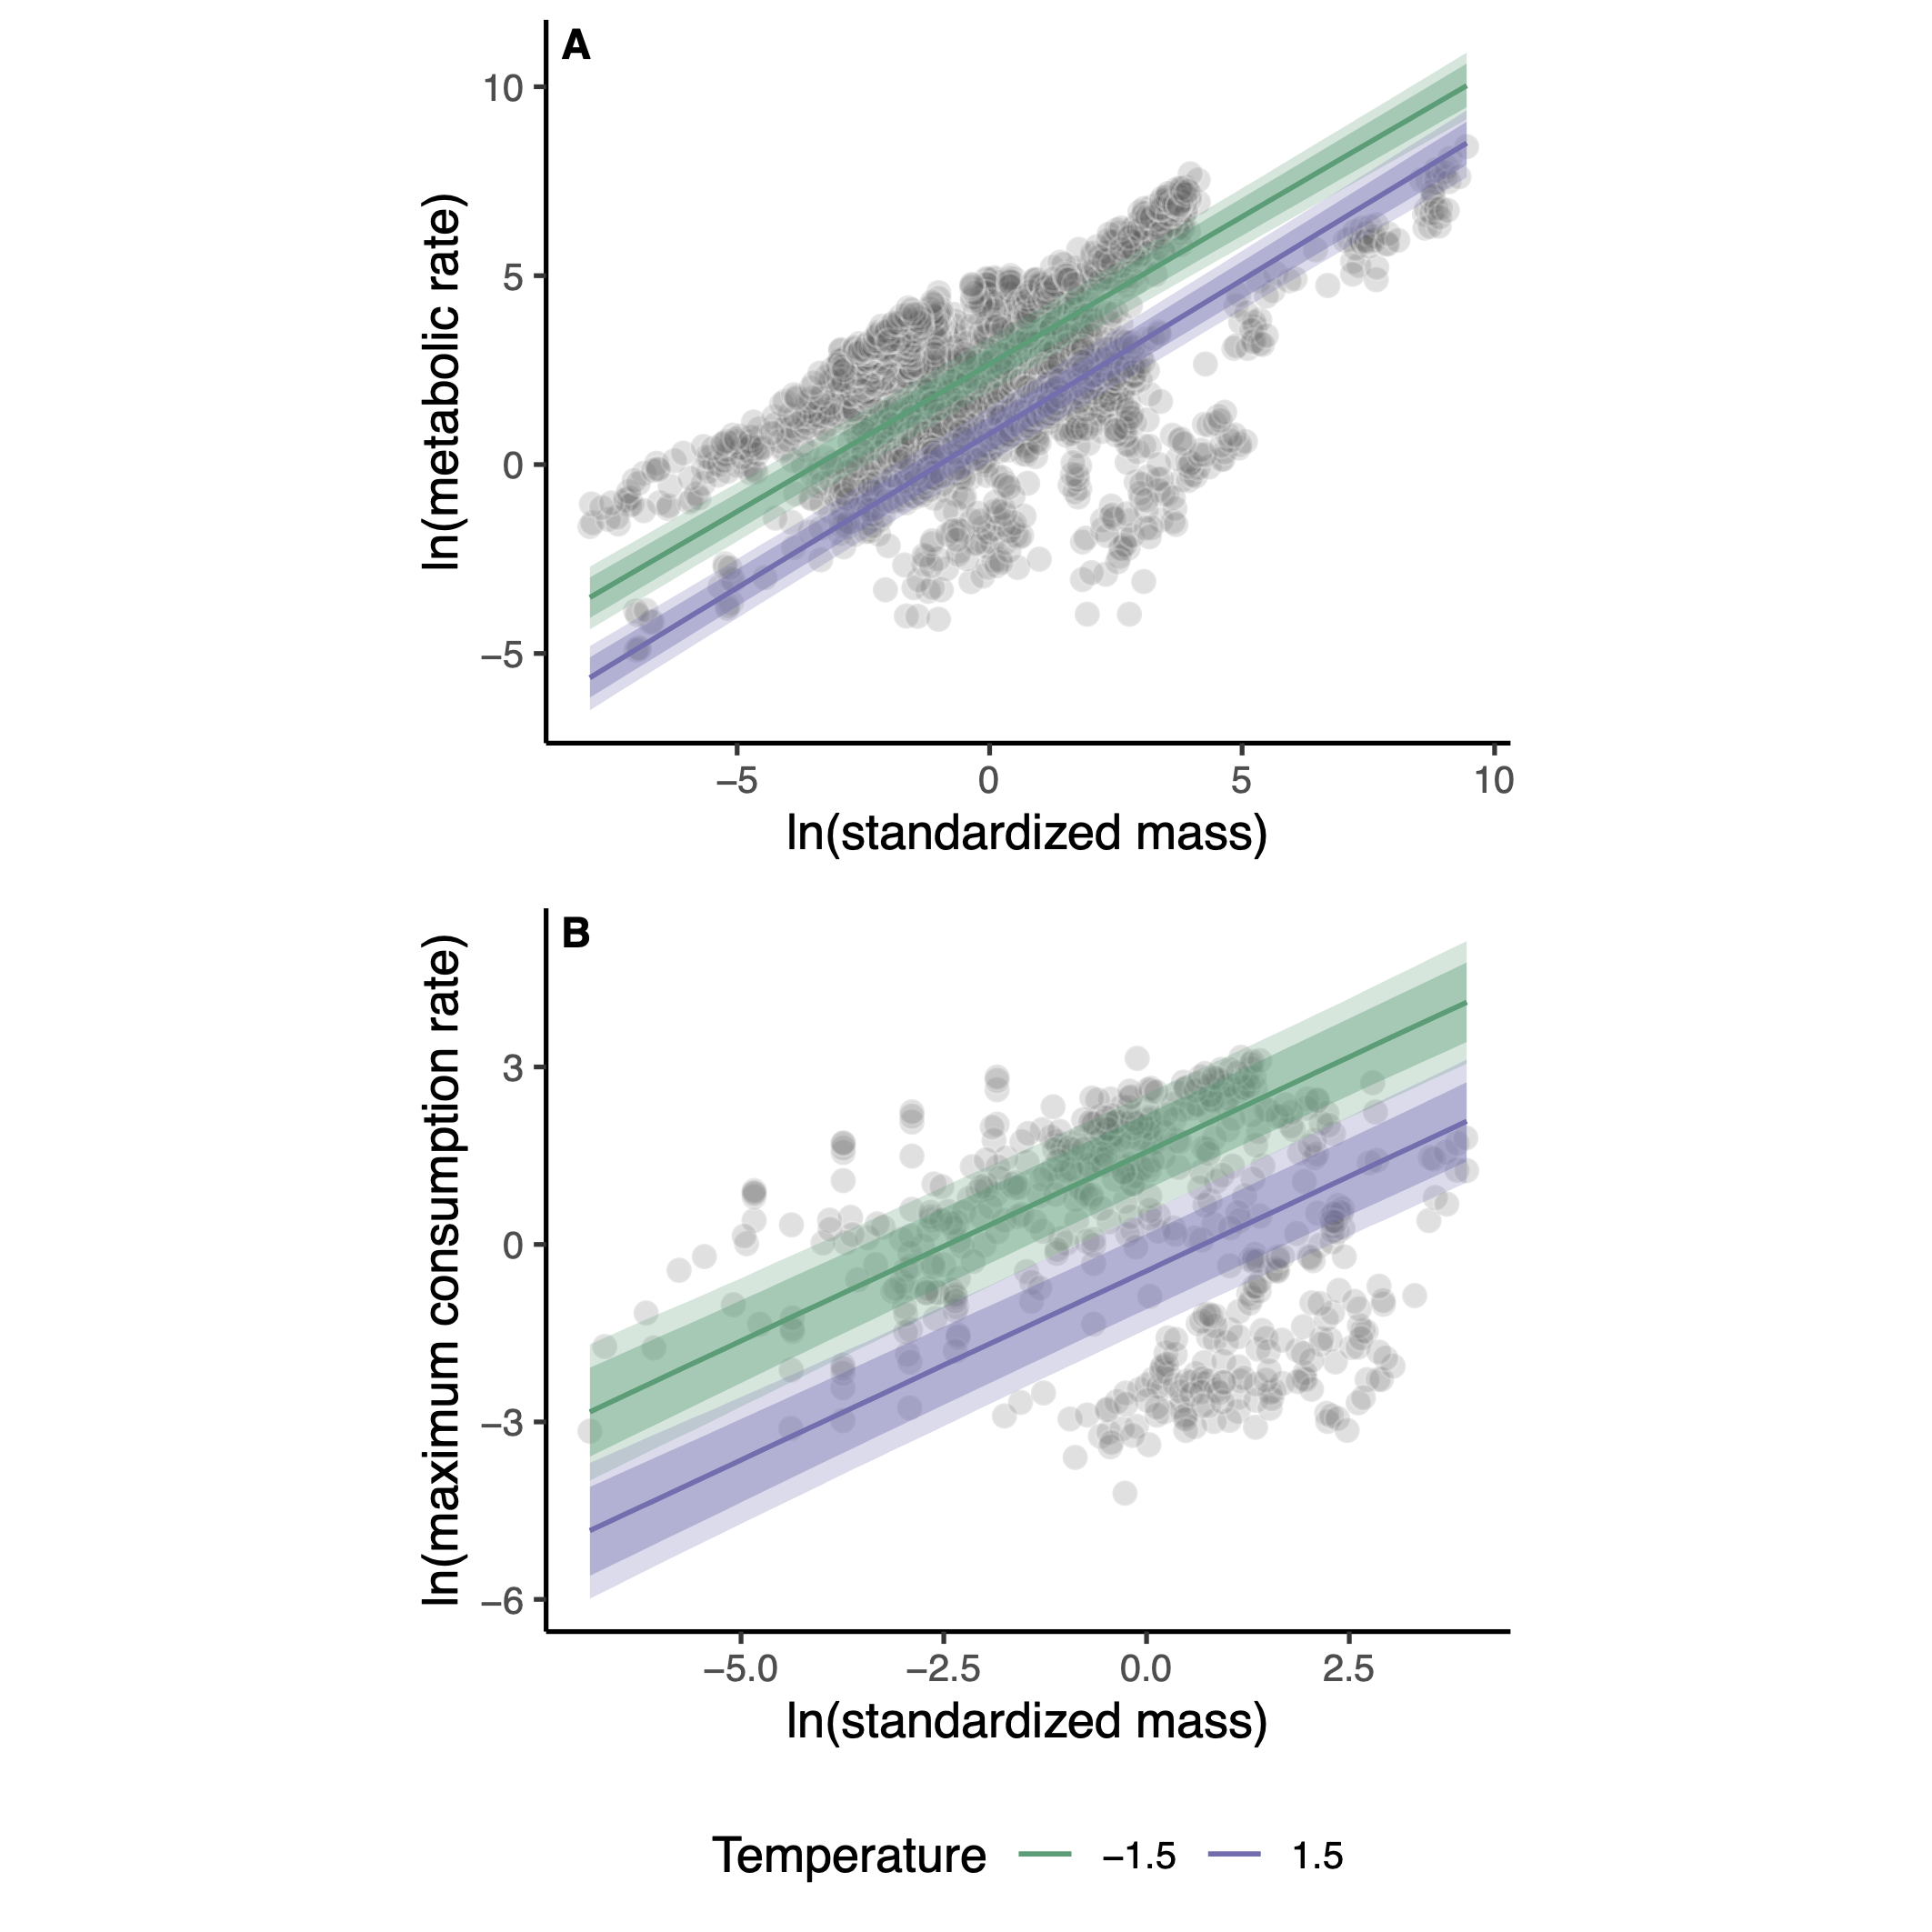 A
10
5
0
−5
ln(metabolic rate)
−5 0 5 10
ln(standardized mass)
B
3
0
−3
−6
ln(maximum consumption rate)
−5.0 −2.5 0.0 2.5
ln(standardized mass)
Temperature −1.5 1.5